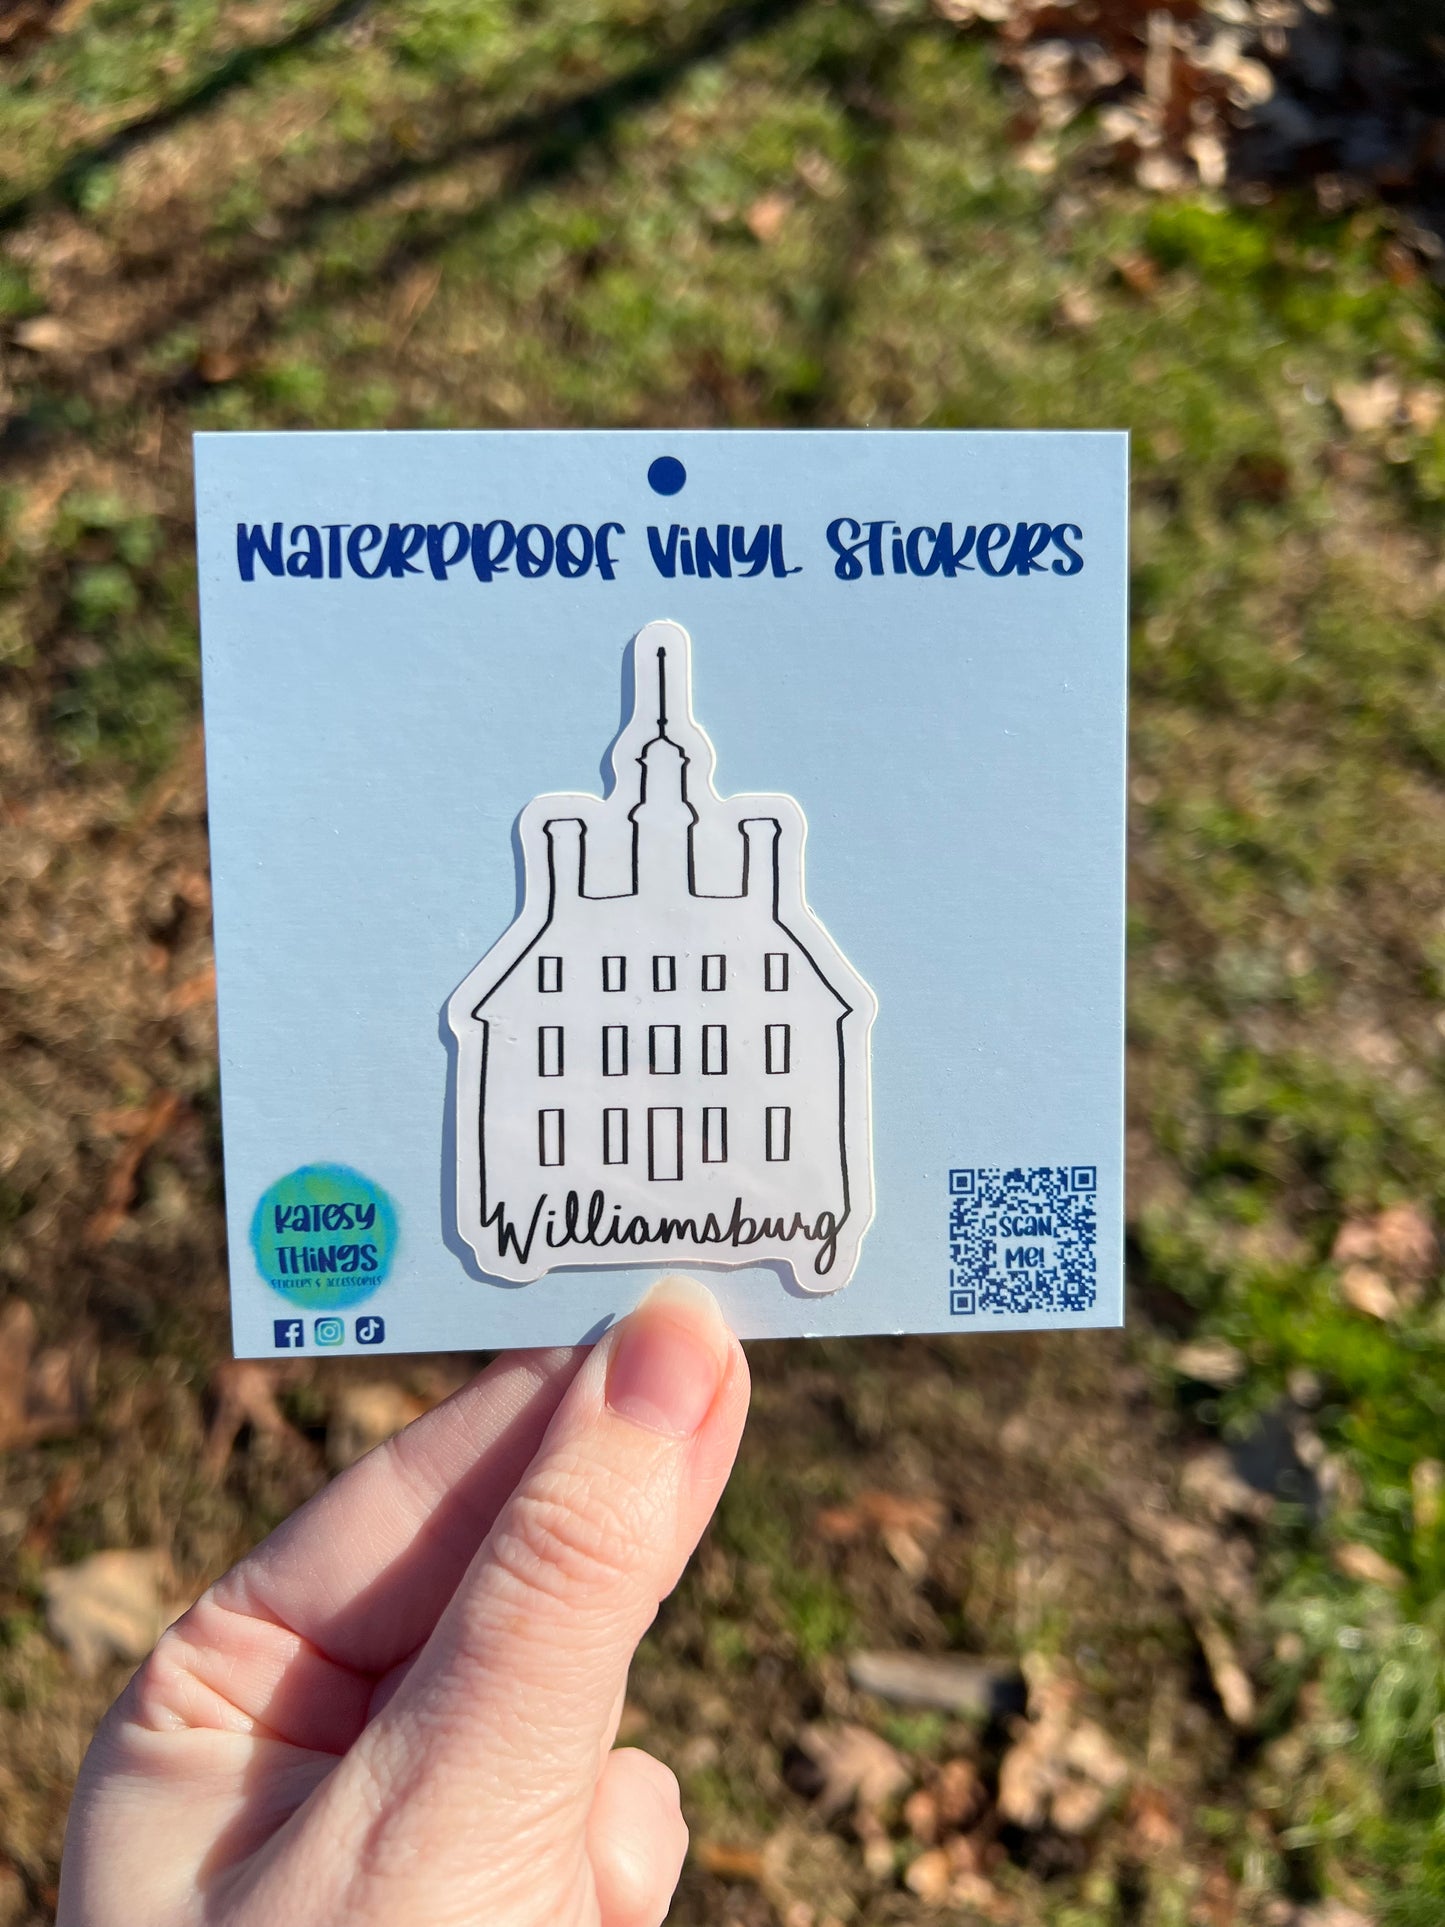 Waterproof Vinyl Stickers
Williamsburg
Katesy
Things
Stickers & Accessories
Scan
Me!